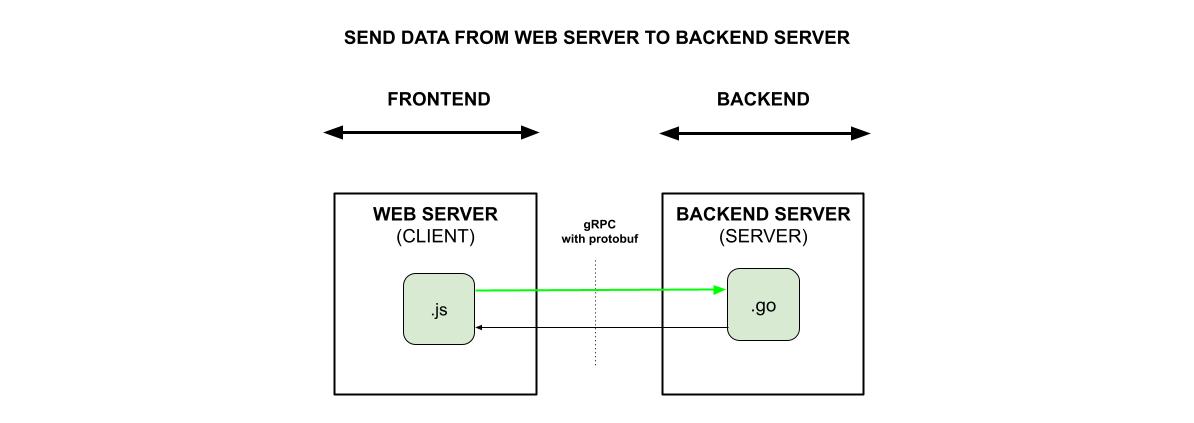 SEND DATA FROM WEB SERVER TO BACKEND SERVER
FRONTEND
BACKEND
WEB SERVER
(CLIENT)
gRPC
with protobuf
BACKEND SERVER
(SERVER)
.js
.go